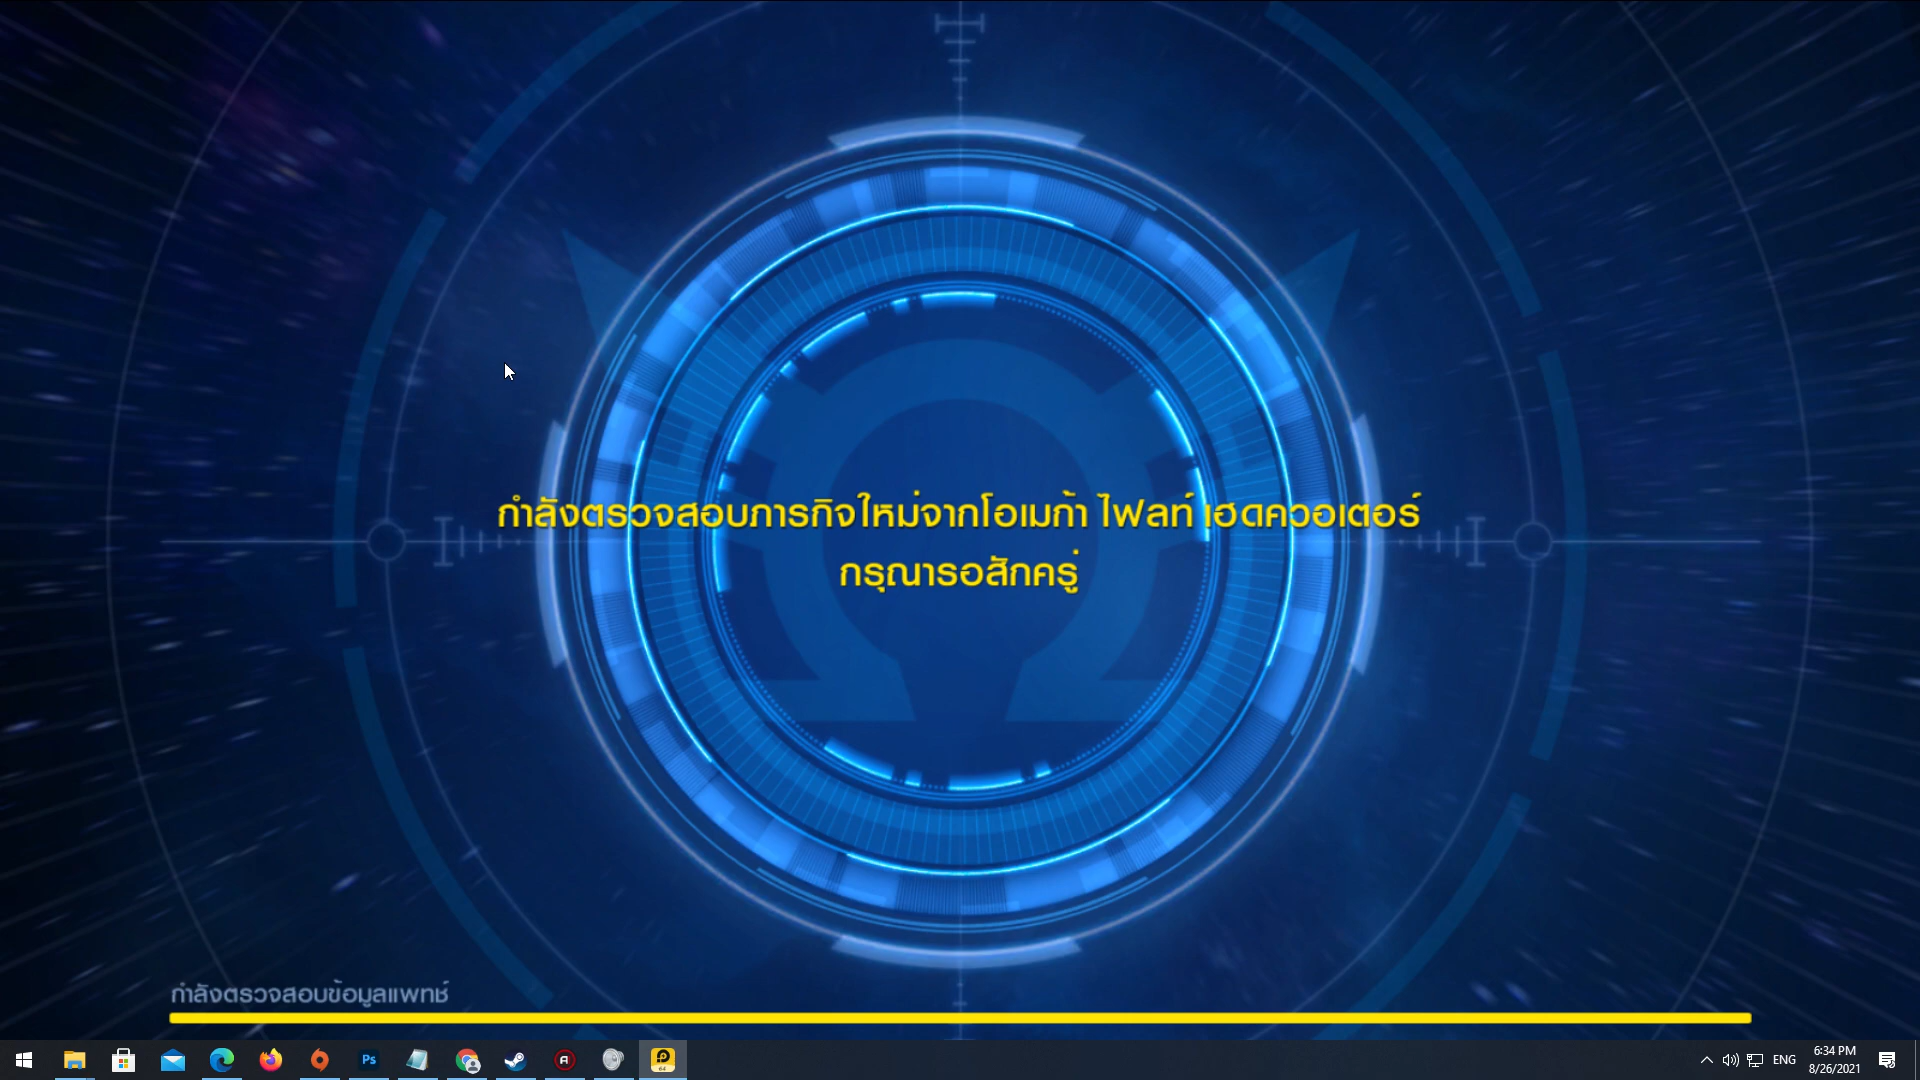 กำลังตรวจสอบภารกิจใหม่จากโอเมก้า ไฟลท์ เฮดควอเตอร์
กรุณารอสักครู่
กำลังตรวจสอบข้อมูลแพทช์
Ps
64
ENG
6:34 PM
8/26/2021